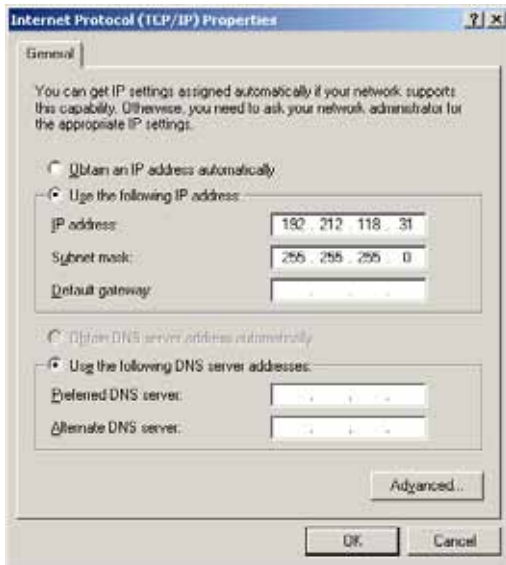 Internet Protocol (TCP/IP) Properties
? X
General
You can get IP settings assigned automatically if your network supports
this capability. Otherwise, you need to ask your network administrator for
the appropriate IP settings.
Obtain an IP address automatically
Use the following IP address:
IP address: 192 . 212 . 118 . 31
Subnet mask: 255 . 255 . 255 . 0
Default gateway: . . .
Obtain DNS server address automatically
Use the following DNS server addresses:
Preferred DNS server: . . .
Alternate DNS server: . . .
Advanced...
OK Cancel